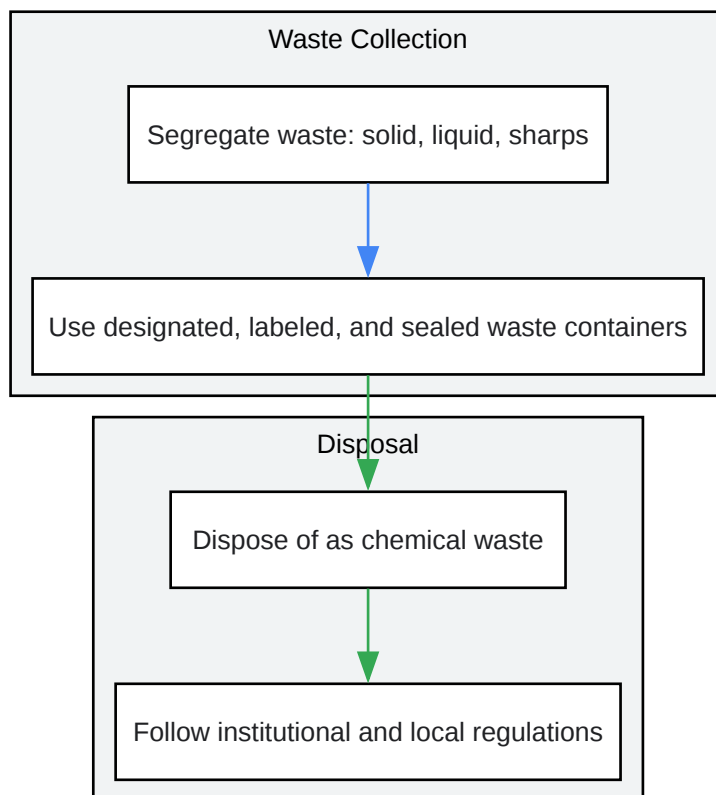 Waste Collection
Segregate waste: solid, liquid, sharps
Use designated, labeled, and sealed waste containers
Disposal
Dispose of as chemical waste
Follow institutional and local regulations